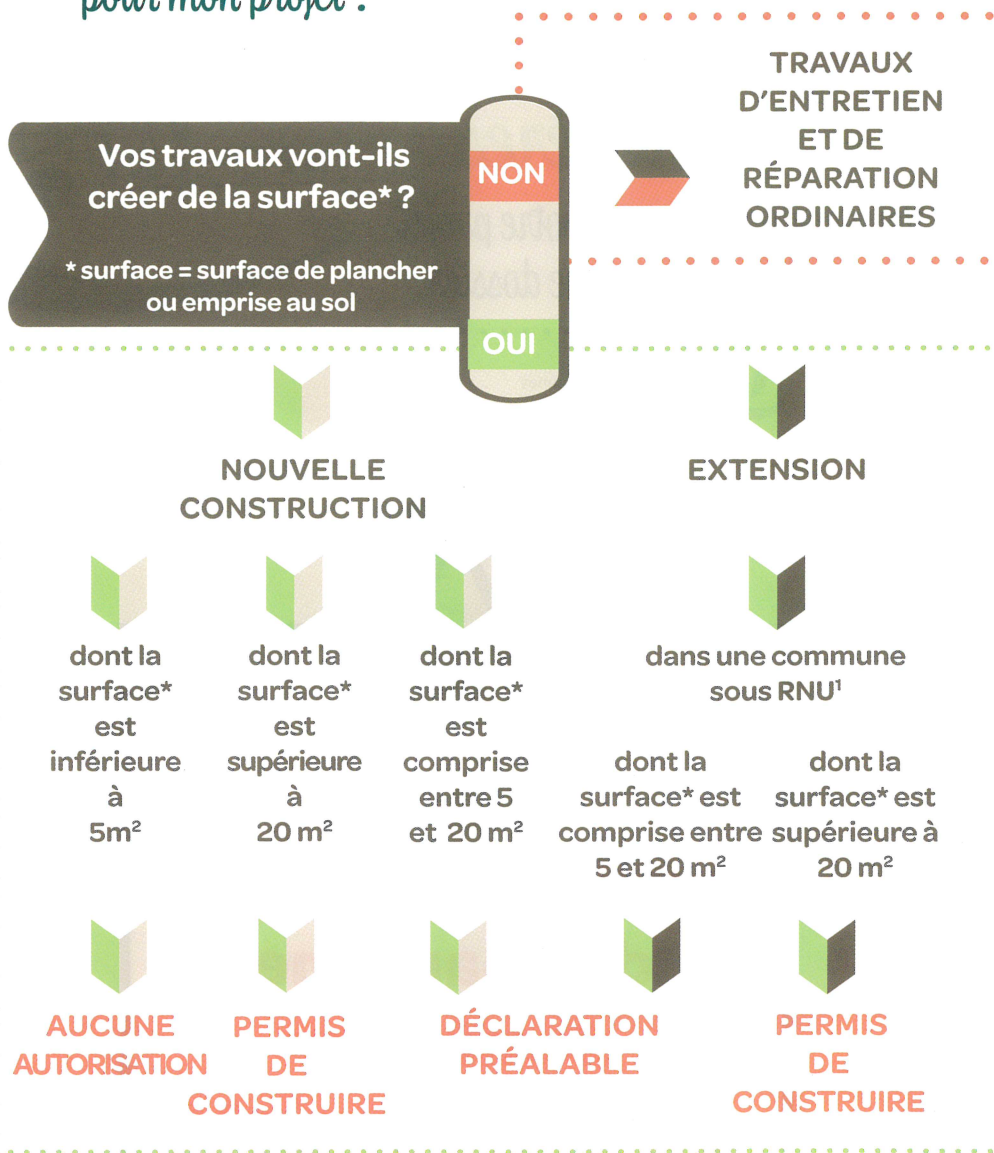 pour mon projet ?
TRAVAUX
D'ENTRETIEN
ET DE
RÉPARATION
ORDINAIRES
Vos travaux vont-ils
créer de la surface* ?
* surface = surface de plancher
ou emprise au sol
NON
OUI
NOUVELLE
CONSTRUCTION
EXTENSION
dont la
surface*
est
inférieure
à
5m²
dont la
surface*
est
supérieure
à
20 m²
dont la
surface*
est
comprise
entre 5
et 20 m²
dans une commune
sous RNU¹
dont la
surface* est
comprise entre
5 et 20 m²
dont la
surface* est
supérieure à
20 m²
AUCUNE
AUTORISATION
PERMIS
DE
CONSTRUIRE
DÉCLARATION
PRÉALABLE
PERMIS
DE
CONSTRUIRE